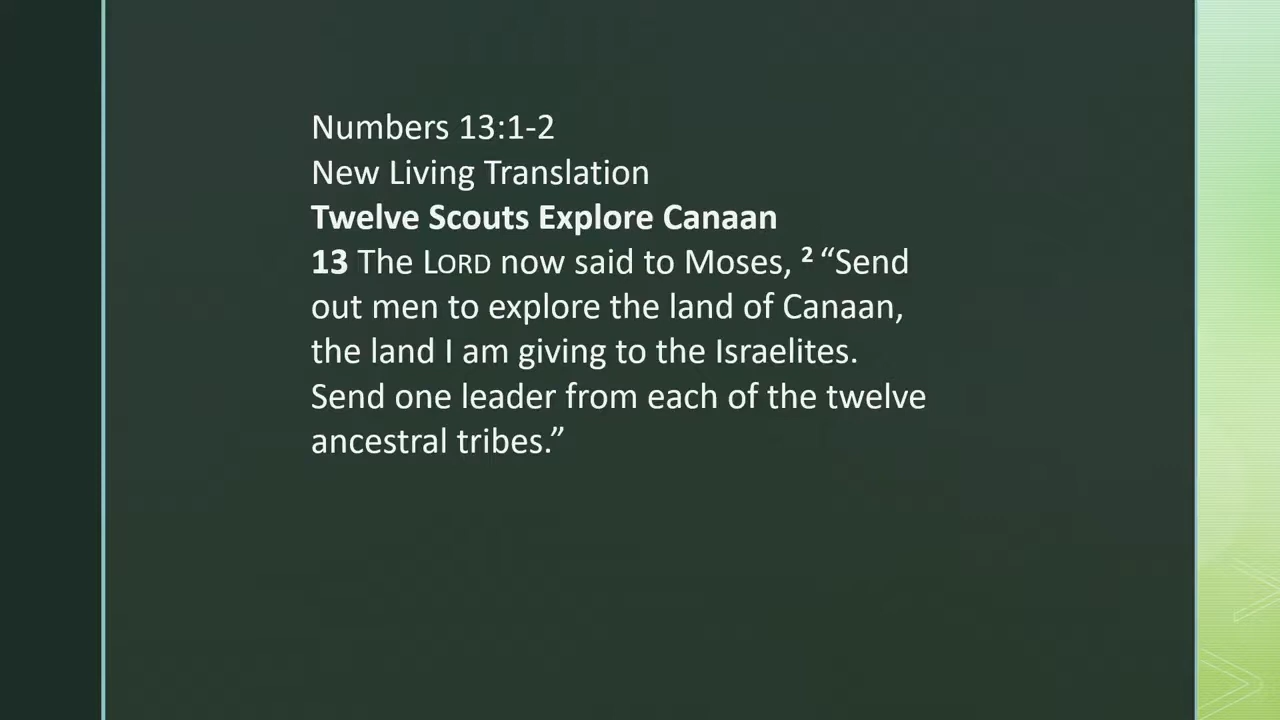 Numbers 13:1-2
New Living Translation
Twelve Scouts Explore Canaan
13 The LORD now said to Moses, 2 “Send
out men to explore the land of Canaan,
the land I am giving to the Israelites.
Send one leader from each of the twelve
ancestral tribes.”